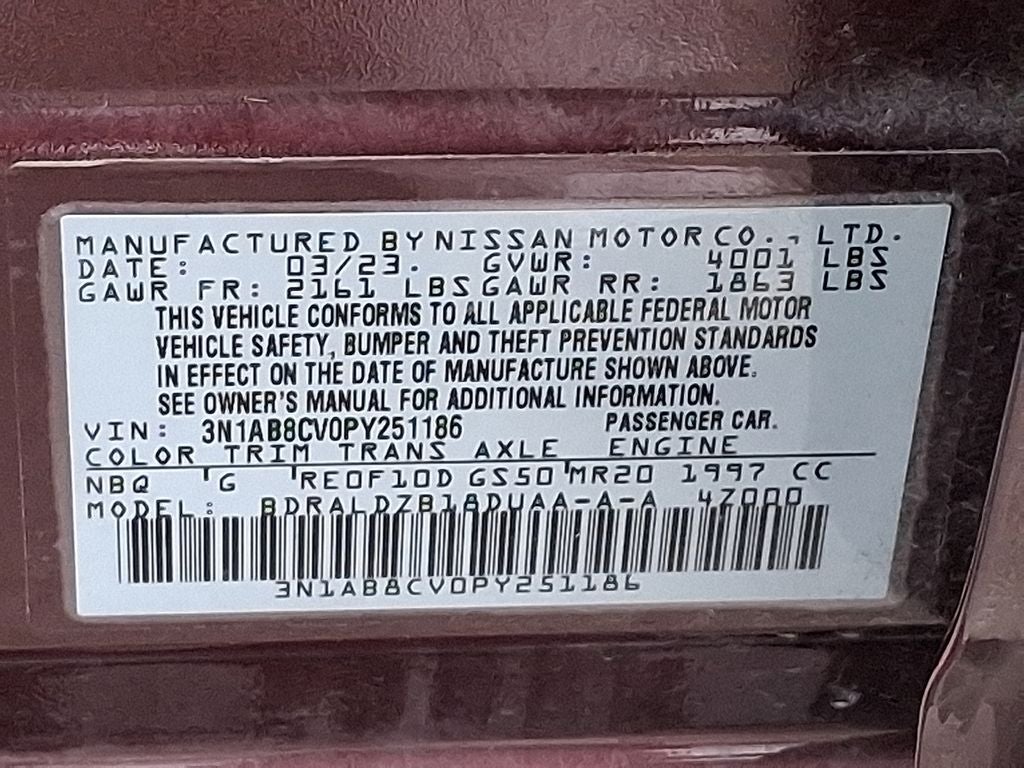 MANUFACTURED BY NISSAN MOTOR CO., LTD.
DATE: 03/23. GVWR: 4001 LBS
GAWR FR: 2161 LBS GAWR RR: 1863 LBS
THIS VEHICLE CONFORMS TO ALL APPLICABLE FEDERAL MOTOR
VEHICLE SAFETY, BUMPER AND THEFT PREVENTION STANDARDS
IN EFFECT ON THE DATE OF MANUFACTURE SHOWN ABOVE.
SEE OWNER'S MANUAL FOR ADDITIONAL INFORMATION.
VIN: 3N1AB8CV0PY251186 PASSENGER CAR.
COLOR TRIM TRANS AXLE ENGINE
NBQ G RE0F10D GS50 MR20 1997 CC
MODEL: BDRALDZB18DUAA-A-A 4Z000
3N1AB8CV0PY251186